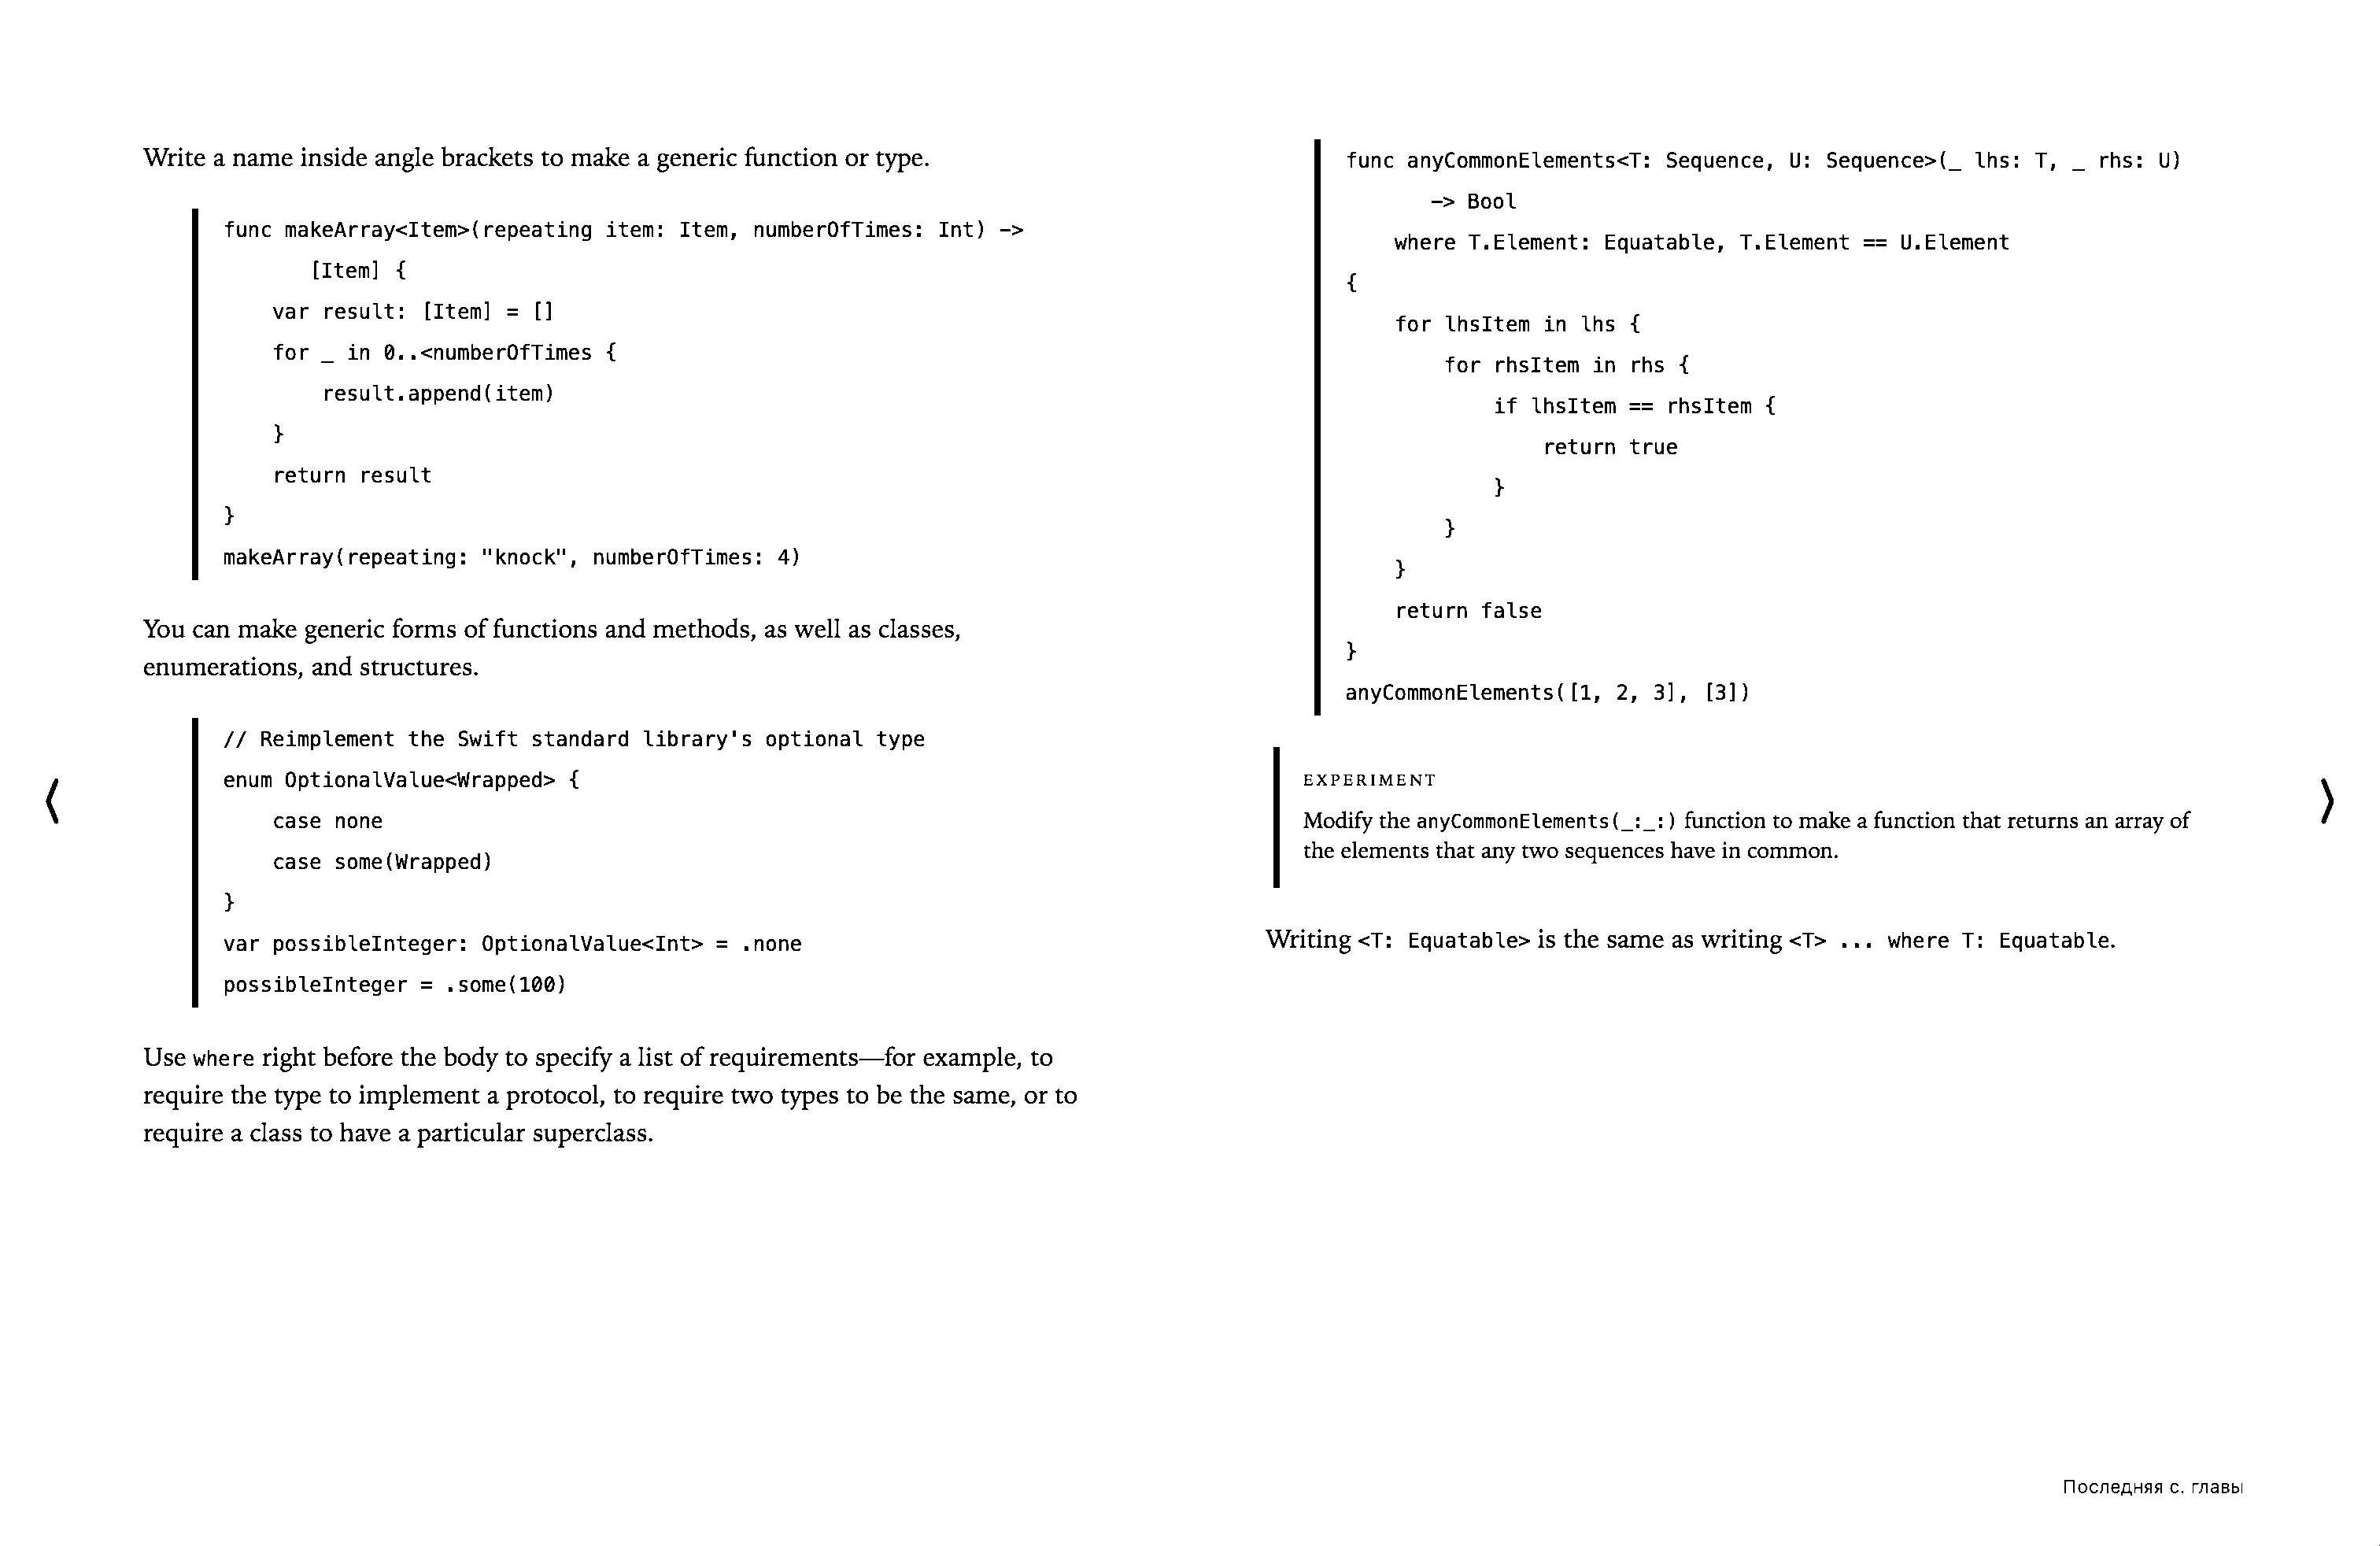 Write a name inside angle brackets to make a generic function or type.
func makeArray<Item>(repeating item: Item, numberOfTimes: Int) ->
       [Item] {
    var result: [Item] = []
    for _ in 0..<numberOfTimes {
        result.append(item)
    }
    return result
}
makeArray(repeating: "knock", numberOfTimes: 4)
You can make generic forms of functions and methods, as well as classes,
enumerations, and structures.
// Reimplement the Swift standard library's optional type
enum OptionalValue<Wrapped> {
    case none
    case some(Wrapped)
}
var possibleInteger: OptionalValue<Int> = .none
possibleInteger = .some(100)
Use where right before the body to specify a list of requirements—for example, to
require the type to implement a protocol, to require two types to be the same, or to
require a class to have a particular superclass.
func anyCommonElements<T: Sequence, U: Sequence>(_ lhs: T, _ rhs: U)
       -> Bool
    where T.Element: Equatable, T.Element == U.Element
{
    for lhsItem in lhs {
        for rhsItem in rhs {
            if lhsItem == rhsItem {
                return true
            }
        }
    }
    return false
}
anyCommonElements([1, 2, 3], [3])
EXPERIMENT
Modify the anyCommonElements(_:_:) function to make a function that returns an array of
the elements that any two sequences have in common.
Writing <T: Equatable> is the same as writing <T> ... where T: Equatable.
Последняя с. главы